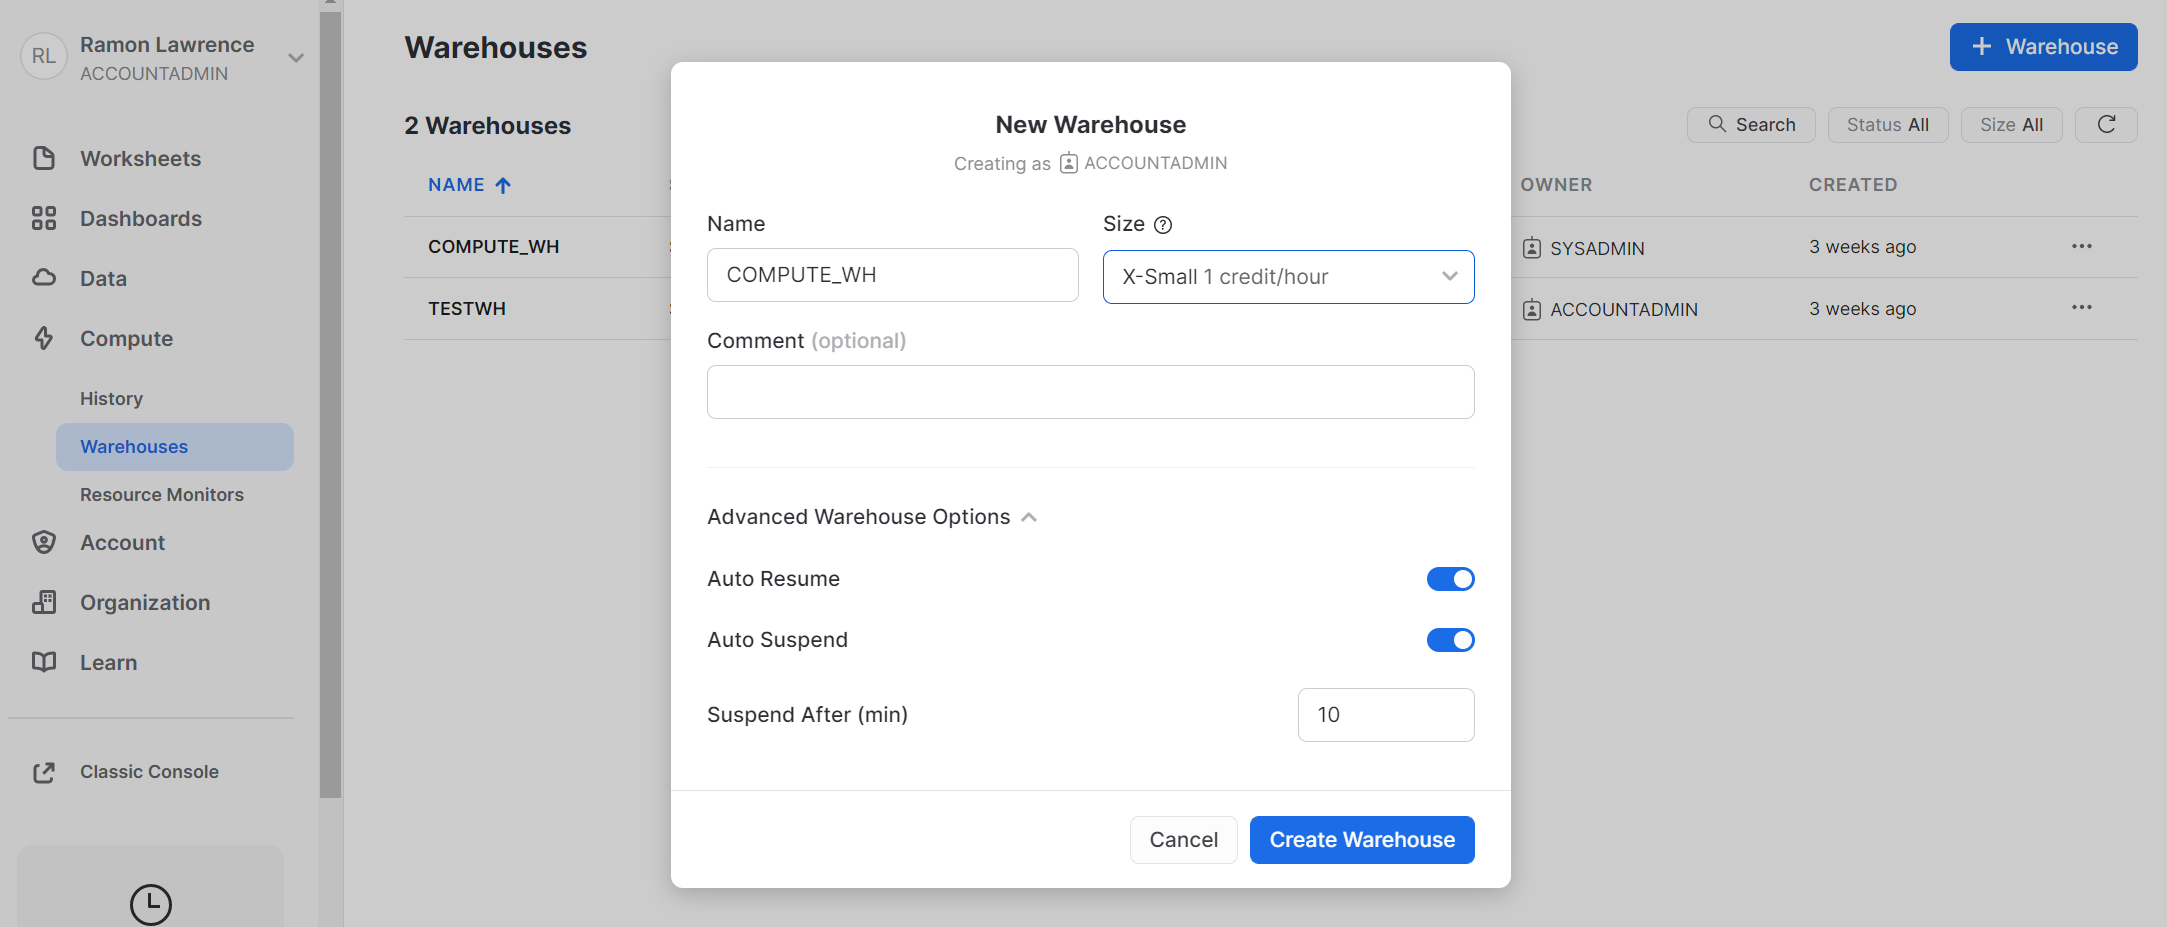 RL
Ramon Lawrence
ACCOUNTADMIN
Worksheets
Dashboards
Data
Compute
History
Warehouses
Resource Monitors
Account
Organization
Learn
Classic Console
Warehouses
+ Warehouse
2 Warehouses
Search
Status All
Size All
NAME
OWNER
CREATED
COMPUTE_WH
SYSADMIN
3 weeks ago
TESTWH
ACCOUNTADMIN
3 weeks ago
New Warehouse
Creating as ACCOUNTADMIN
Name
Size
COMPUTE_WH
X-Small 1 credit/hour
Comment (optional)
Advanced Warehouse Options
Auto Resume
Auto Suspend
Suspend After (min)
10
Cancel
Create Warehouse